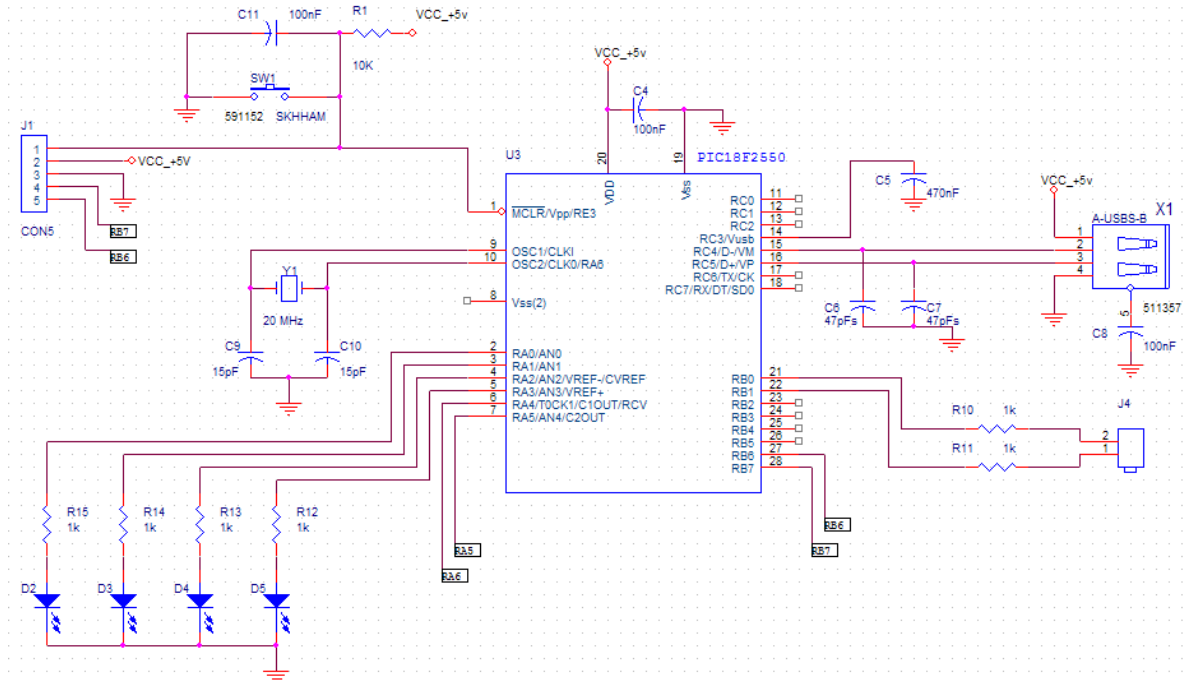 C11 100nF R1 VCC_+5v
10K
SW1
591152 SKHHAM
VCC_+5v
C4
100nF
J1
1
2
3
4
5
VCC_+5V
CON5
RB7
RB6
U3
PIC18F2550
20
19
VDD
Vss
1 MCLR/Vpp/RE3
9 OSC1/CLKI
10 OSC2/CLK0/RA6
8 Vss(2)
2 RA0/AN0
3 RA1/AN1
4 RA2/AN2/VREF-/CVREF
5 RA3/AN3/VREF+
6 RA4/T0CK1/C1OUT/RCV
7 RA5/AN4/C2OUT
RC0 11
RC1 12
RC2 13
RC3/Vusb 14
RC4/D-/VM 15
RC5/D+/VP 16
RC6/TX/CK 17
RC7/RX/DT/SD0 18
RB0 21
RB1 22
RB2 23
RB3 24
RB4 25
RB5 26
RB6 27
RB7 28
Y1
20 MHz
C9
15pF
C10
15pF
C5
470nF
VCC_+5v
X1
A-USBS-B
1
2
3
4
5
511357
C6
47pFs
C7
47pFs
C8
100nF
R10 1k
R11 1k
J4
2
1
RB6
RB7
RA5
RA6
R15
1k
R14
1k
R13
1k
R12
1k
D2
D3
D4
D5